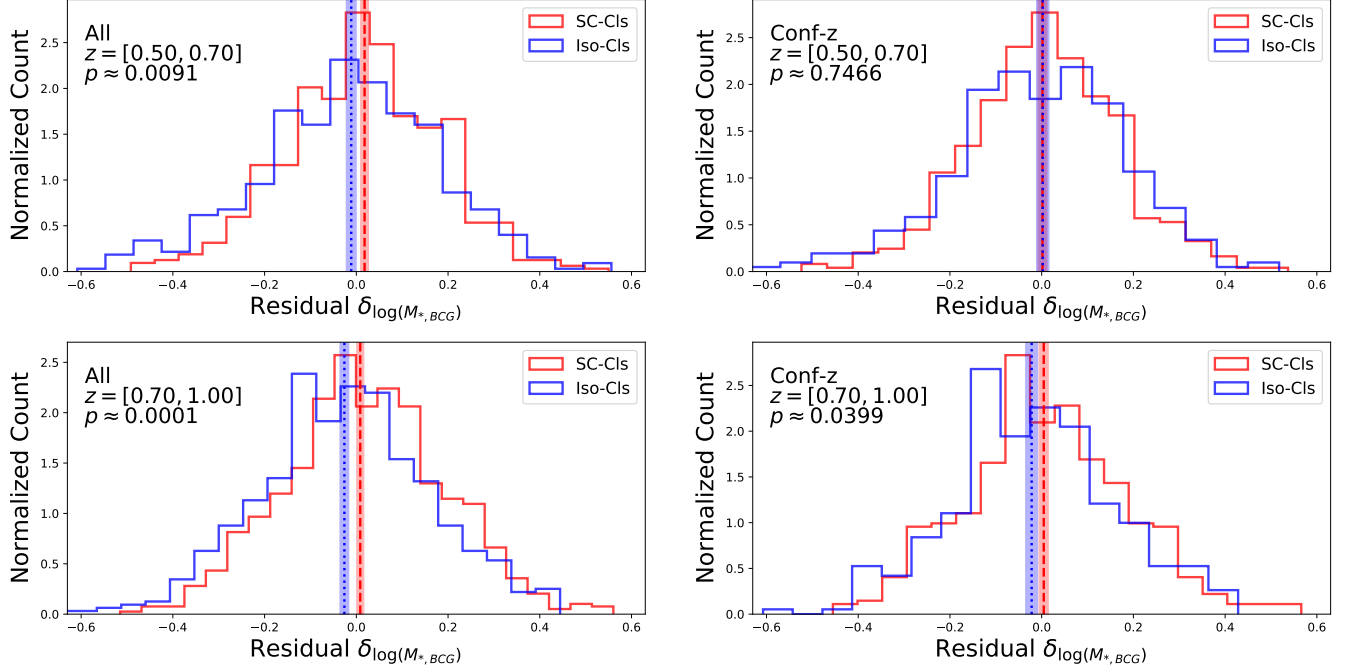 All
z = [0.50, 0.70]
p ≈ 0.0091
SC-Cls
Iso-Cls
Normalized Count
0.0
0.5
1.0
1.5
2.0
2.5
−0.6
−0.4
−0.2
0.0
0.2
0.4
0.6
Residual δlog(M*,BCG)
Conf-z
z = [0.50, 0.70]
p ≈ 0.7466
SC-Cls
Iso-Cls
Normalized Count
0.0
0.5
1.0
1.5
2.0
2.5
−0.6
−0.4
−0.2
0.0
0.2
0.4
0.6
Residual δlog(M*,BCG)
All
z = [0.70, 1.00]
p ≈ 0.0001
SC-Cls
Iso-Cls
Normalized Count
0.0
0.5
1.0
1.5
2.0
2.5
−0.6
−0.4
−0.2
0.0
0.2
0.4
0.6
Residual δlog(M*,BCG)
Conf-z
z = [0.70, 1.00]
p ≈ 0.0399
SC-Cls
Iso-Cls
Normalized Count
0.0
0.5
1.0
1.5
2.0
2.5
−0.6
−0.4
−0.2
0.0
0.2
0.4
0.6
Residual δlog(M*,BCG)